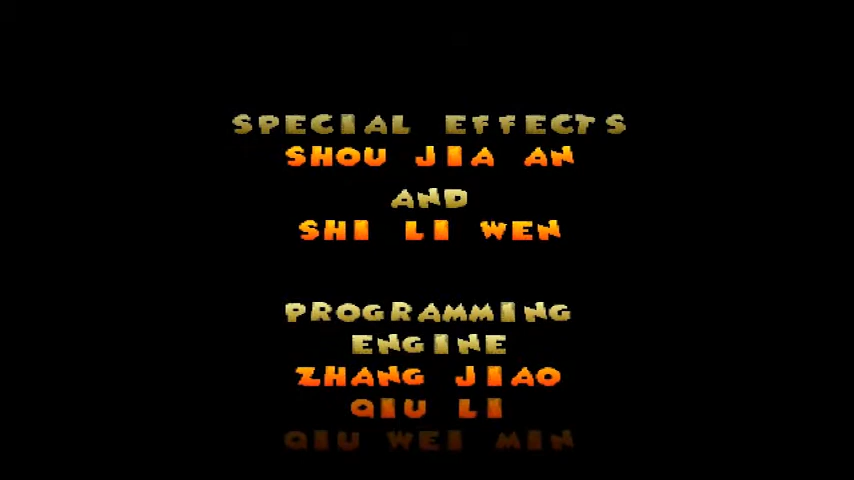 SPECIAL EFFECTS
SHOU JIA AN
AND
SHI LI WEN
PROGRAMMING
ENGINE
ZHANG JIAO
QIU LI
QIU WEI MIN